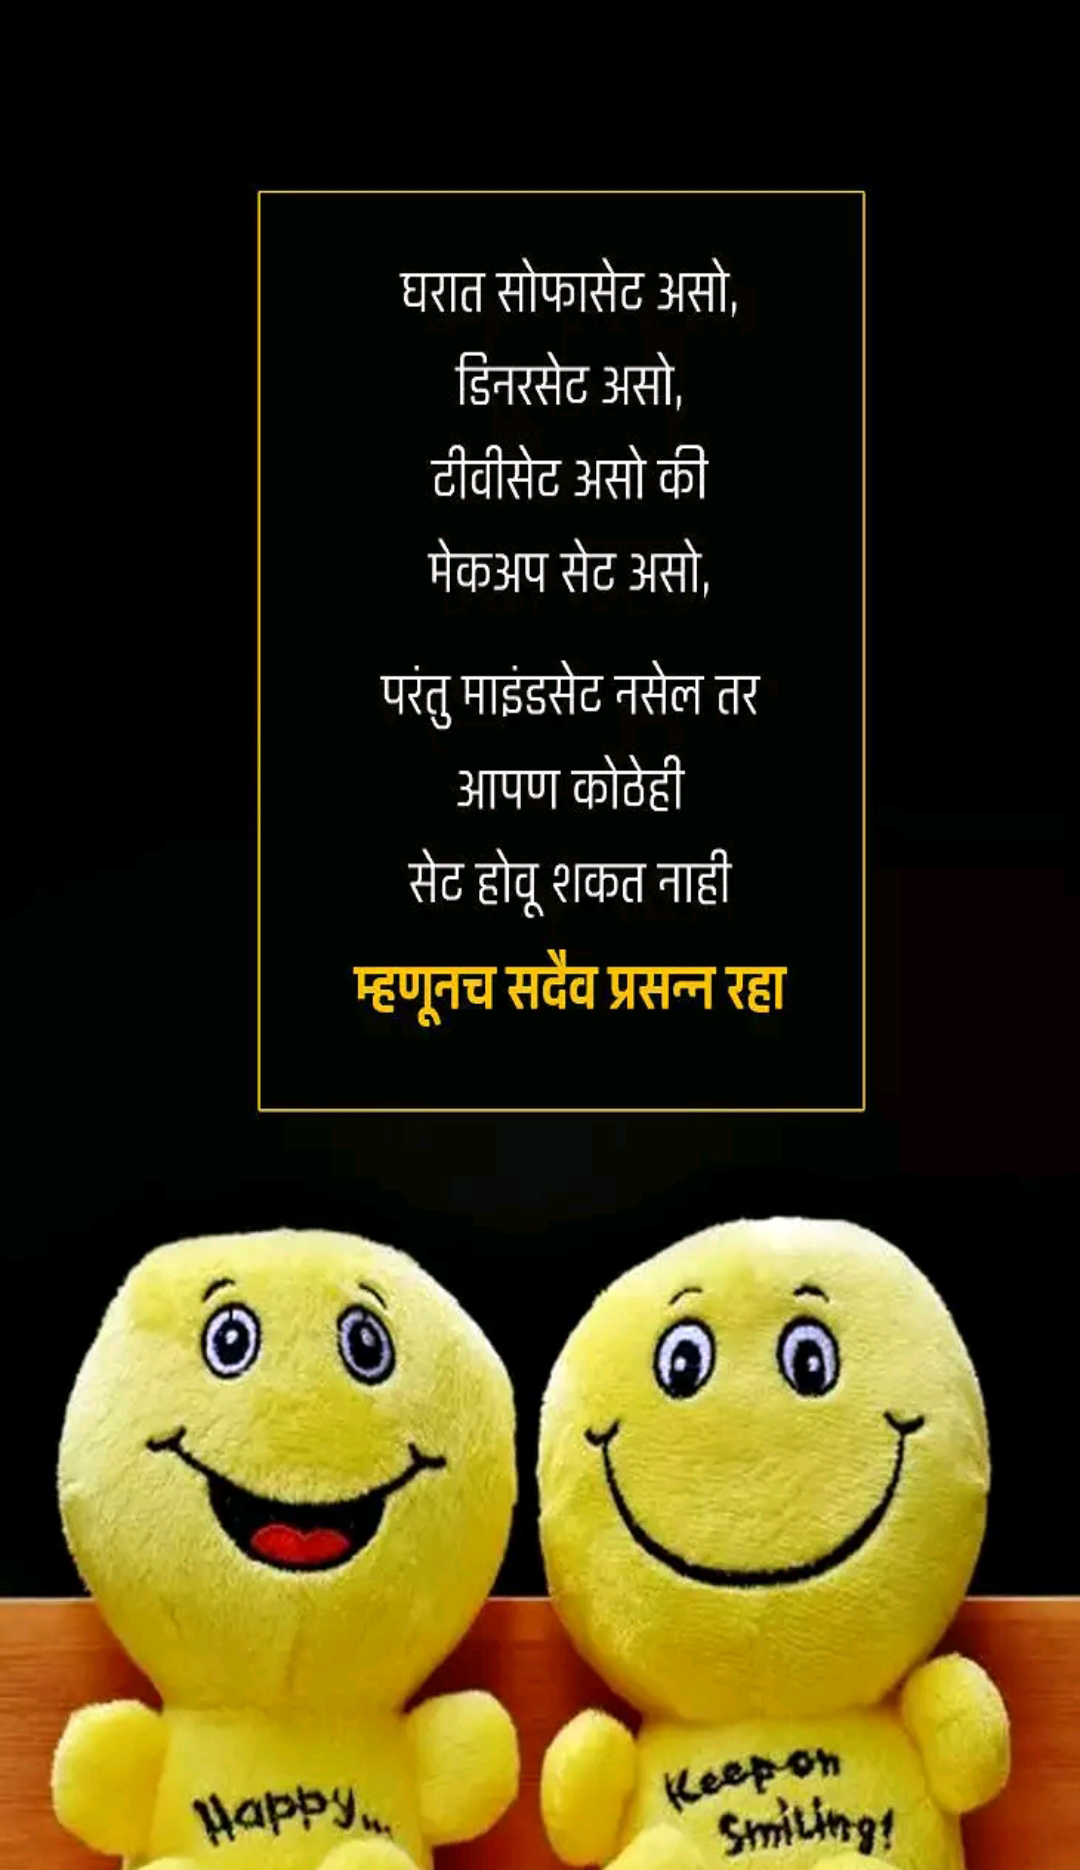 घरात सोफासेट असो,
डिनरसेट असो,
टीवीसेट असो की
मेकअप सेट असो,
परंतु माइंडसेट नसेल तर
आपण कोठेही
सेट होवू शकत नाही
म्हणूनच सदैव प्रसन्न रहा
Happy...
Keep on
Smiling!